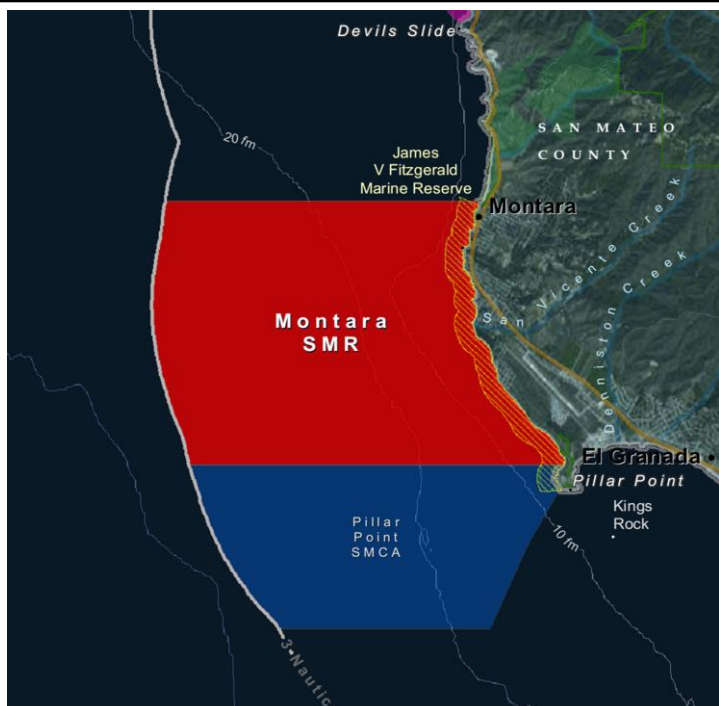 Devils Slide
20 fm
SAN MATEO
COUNTY
James
V Fitzgerald
Marine Reserve
Montara
San Vicente Creek
Denniston Creek
Montara
SMR
El Granada
Pillar Point
Kings
Rock
Pillar
Point
SMCA
10 fm
3-Nautic